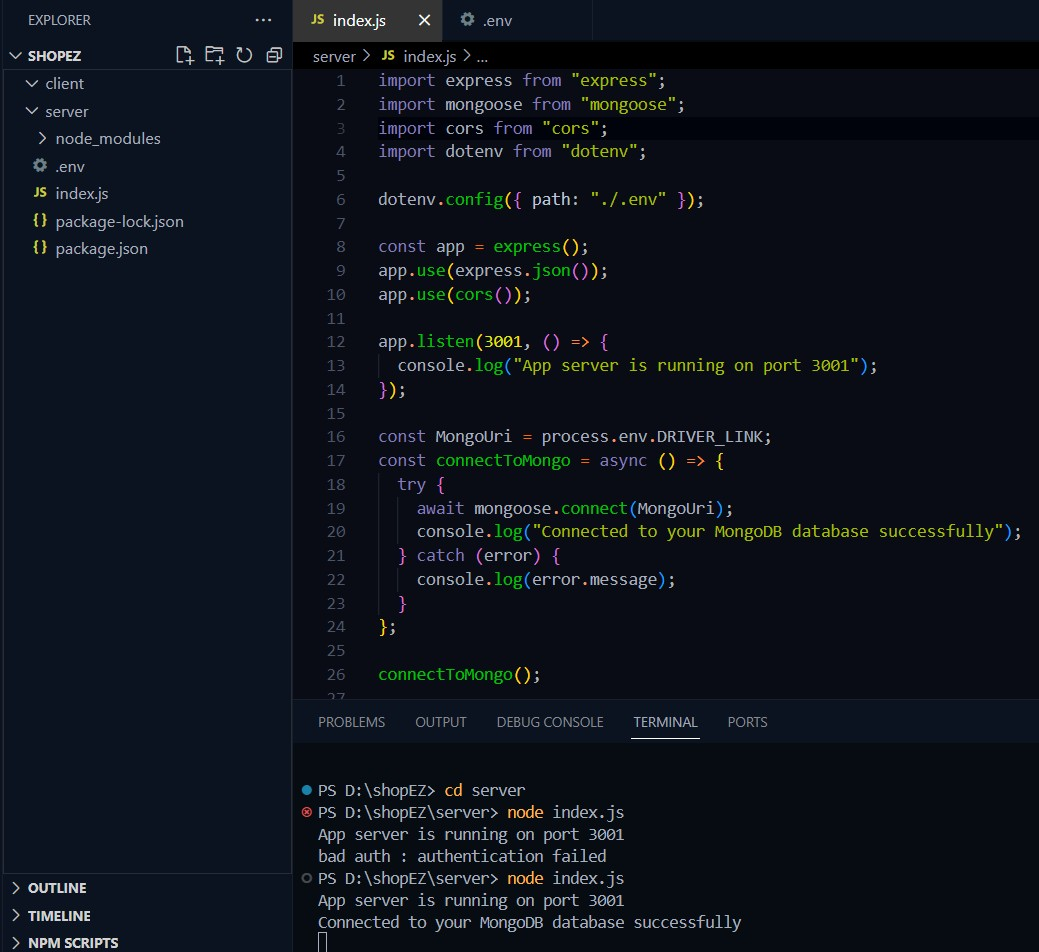 EXPLORER
SHOPEZ
client
server
node_modules
.env
JS index.js
{} package-lock.json
{} package.json
OUTLINE
TIMELINE
NPM SCRIPTS
JS index.js
.env
server > JS index.js > ...
1 import express from "express";
2 import mongoose from "mongoose";
3 import cors from "cors";
4 import dotenv from "dotenv";
5
6 dotenv.config({ path: "./.env" });
7
8 const app = express();
9 app.use(express.json());
10 app.use(cors());
11
12 app.listen(3001, () => {
13 console.log("App server is running on port 3001");
14 });
15
16 const MongoUri = process.env.DRIVER_LINK;
17 const connectToMongo = async () => {
18 try {
19 await mongoose.connect(MongoUri);
20 console.log("Connected to your MongoDB database successfully");
21 } catch (error) {
22 console.log(error.message);
23 }
24 };
25
26 connectToMongo();
27
PROBLEMS OUTPUT DEBUG CONSOLE TERMINAL PORTS
PS D:\shopEZ> cd server
PS D:\shopEZ\server> node index.js
App server is running on port 3001
bad auth : authentication failed
PS D:\shopEZ\server> node index.js
App server is running on port 3001
Connected to your MongoDB database successfully